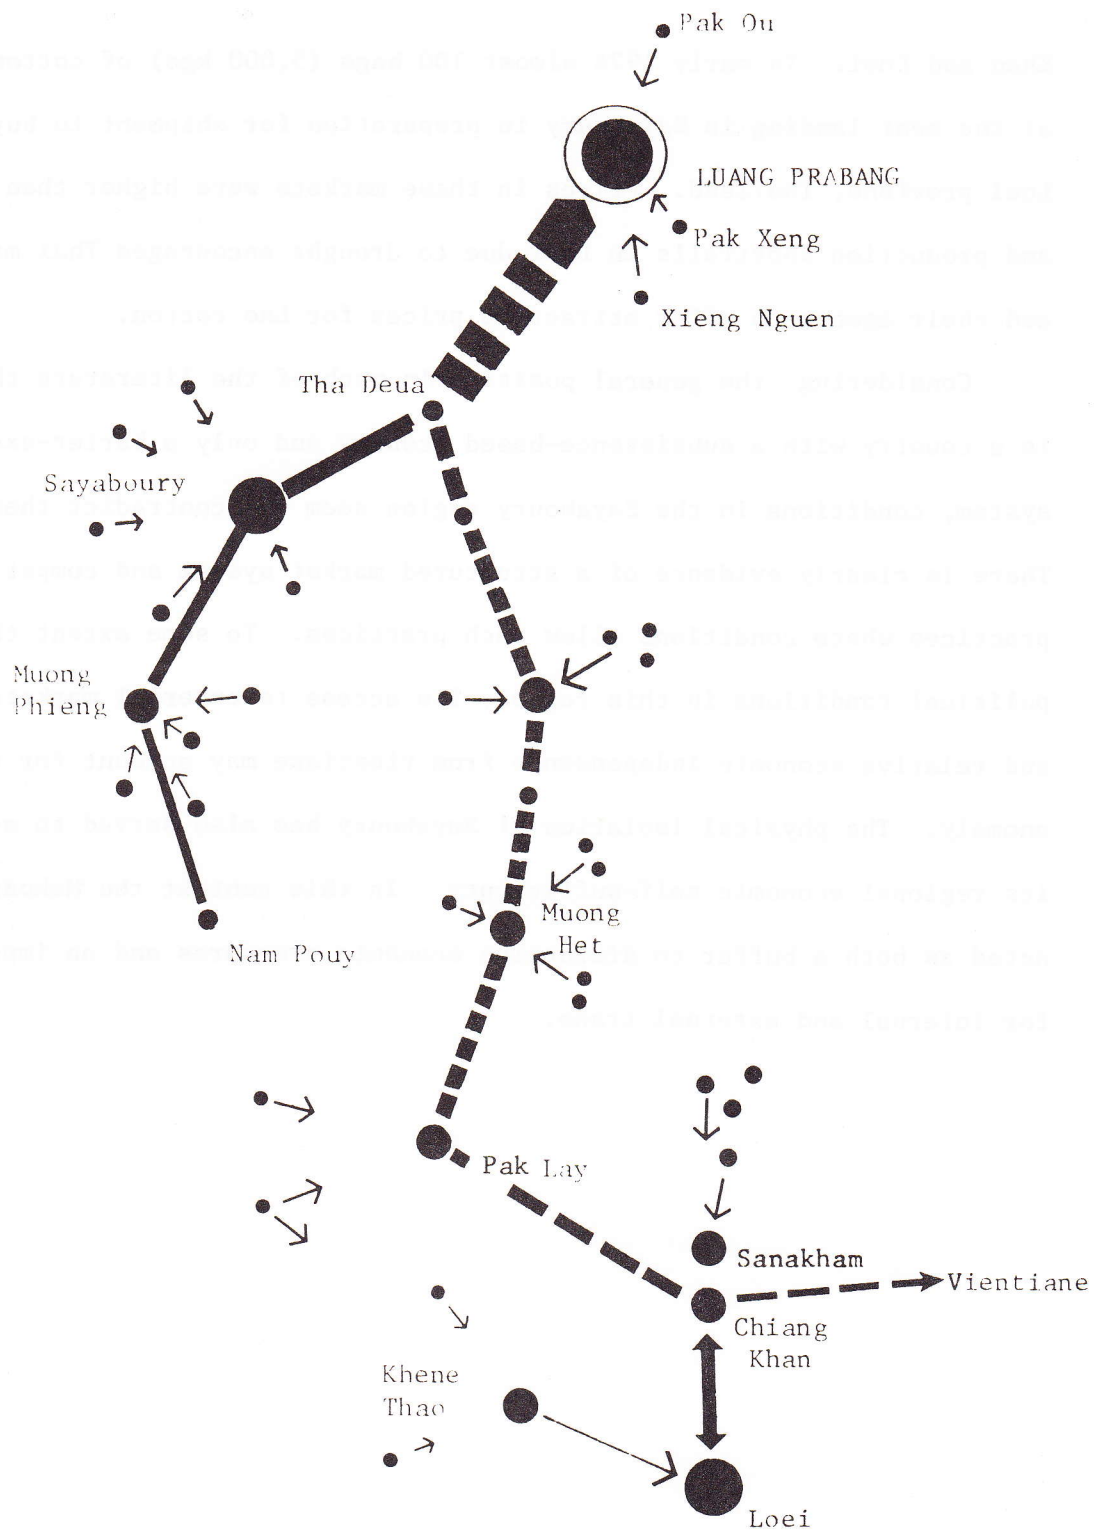 Pak Ou
LUANG PRABANG
Pak Xeng
Xieng Nguen
Tha Deua
Sayaboury
Muong
Phieng
Muong
Het
Nam Pouy
Pak Lay
Sanakham
Vientiane
Chiang
Khan
Khene
Thao
Loei